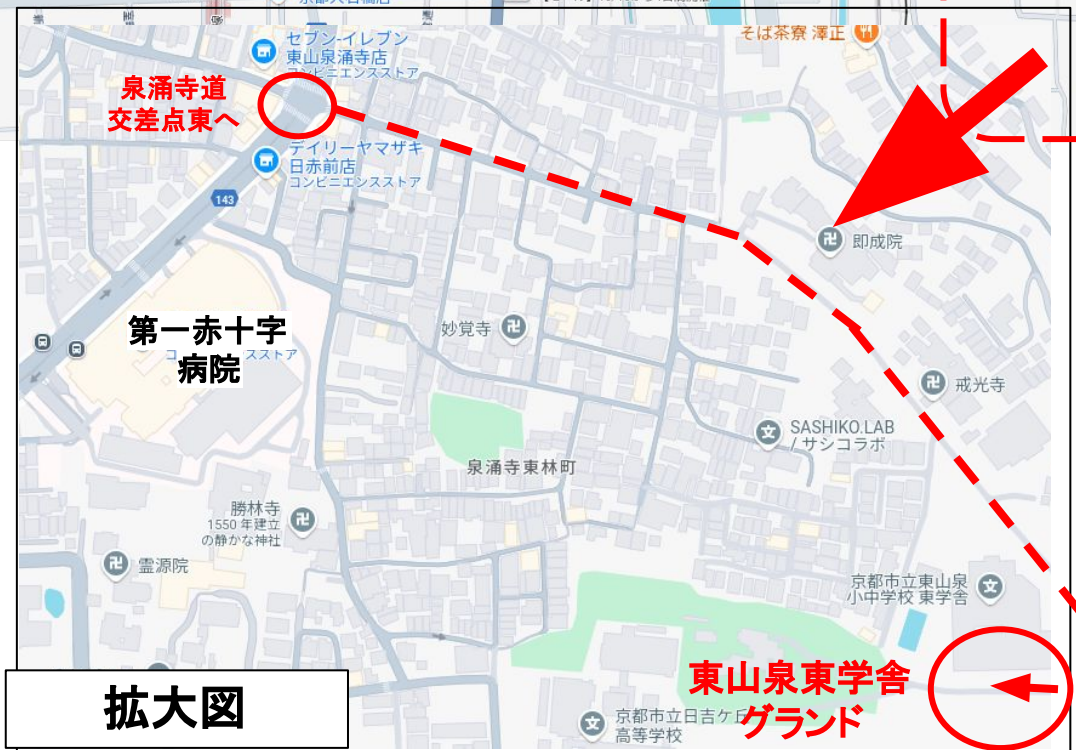 セブン-イレブン
東山泉涌寺店
コンビニエンスストア
そば茶寮 澤正
泉涌寺道
交差点東へ
デイリーヤマザキ
日赤前店
コンビニエンスストア
143
即成院
第一赤十字
病院
妙覚寺
戒光寺
SASHIKO.LAB
/ サシコラボ
泉涌寺東林町
勝林寺
1550 年建立
の静かな神社
霊源院
京都市立東山泉
小中学校 東学舎
東山泉東学舎
グランド
京都市立日吉ケ丘
高等学校
拡大図